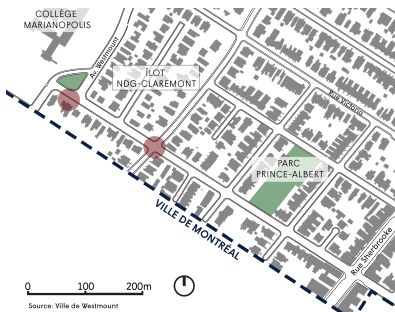 COLLÈGE
MARIANOPOLIS
Av. Westmount
ÎLOT
NDG-CLAREMONT
Rue Victoria
PARC
PRINCE-ALBERT
VILLE DE MONTRÉAL
Rue Sherbrooke
0 100 200m
Source: Ville de Westmount